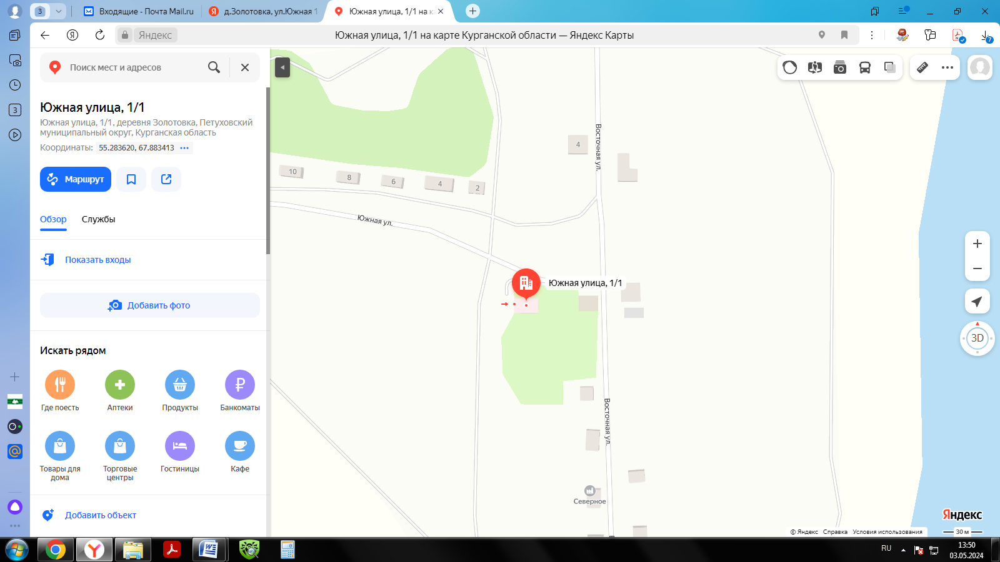 3
Входящие - Почта Mail.ru
д.Золотовка, ул.Южная 1
Южная улица, 1/1 на к
Яндекс
Южная улица, 1/1 на карте Курганской области — Яндекс Карты
7
3
Поиск мест и адресов
Южная улица, 1/1
Южная улица, 1/1, деревня Золотовка, Петуховский
муниципальный округ, Курганская область
Координаты: 55.283620, 67.883413
Маршрут
Обзор Службы
Показать входы
Добавить фото
Искать рядом
Где поесть
Аптеки
Продукты
Банкоматы
Товары для
дома
Торговые
центры
Гостиницы
Кафе
Добавить объект
4
Восточная ул.
10
8
6
4
2
Южная ул.
Южная улица, 1/1
3D
Восточная ул.
Северное
Яндекс
© Яндекс Справка Условия использования
30 м
RU
13:50
03.05.2024